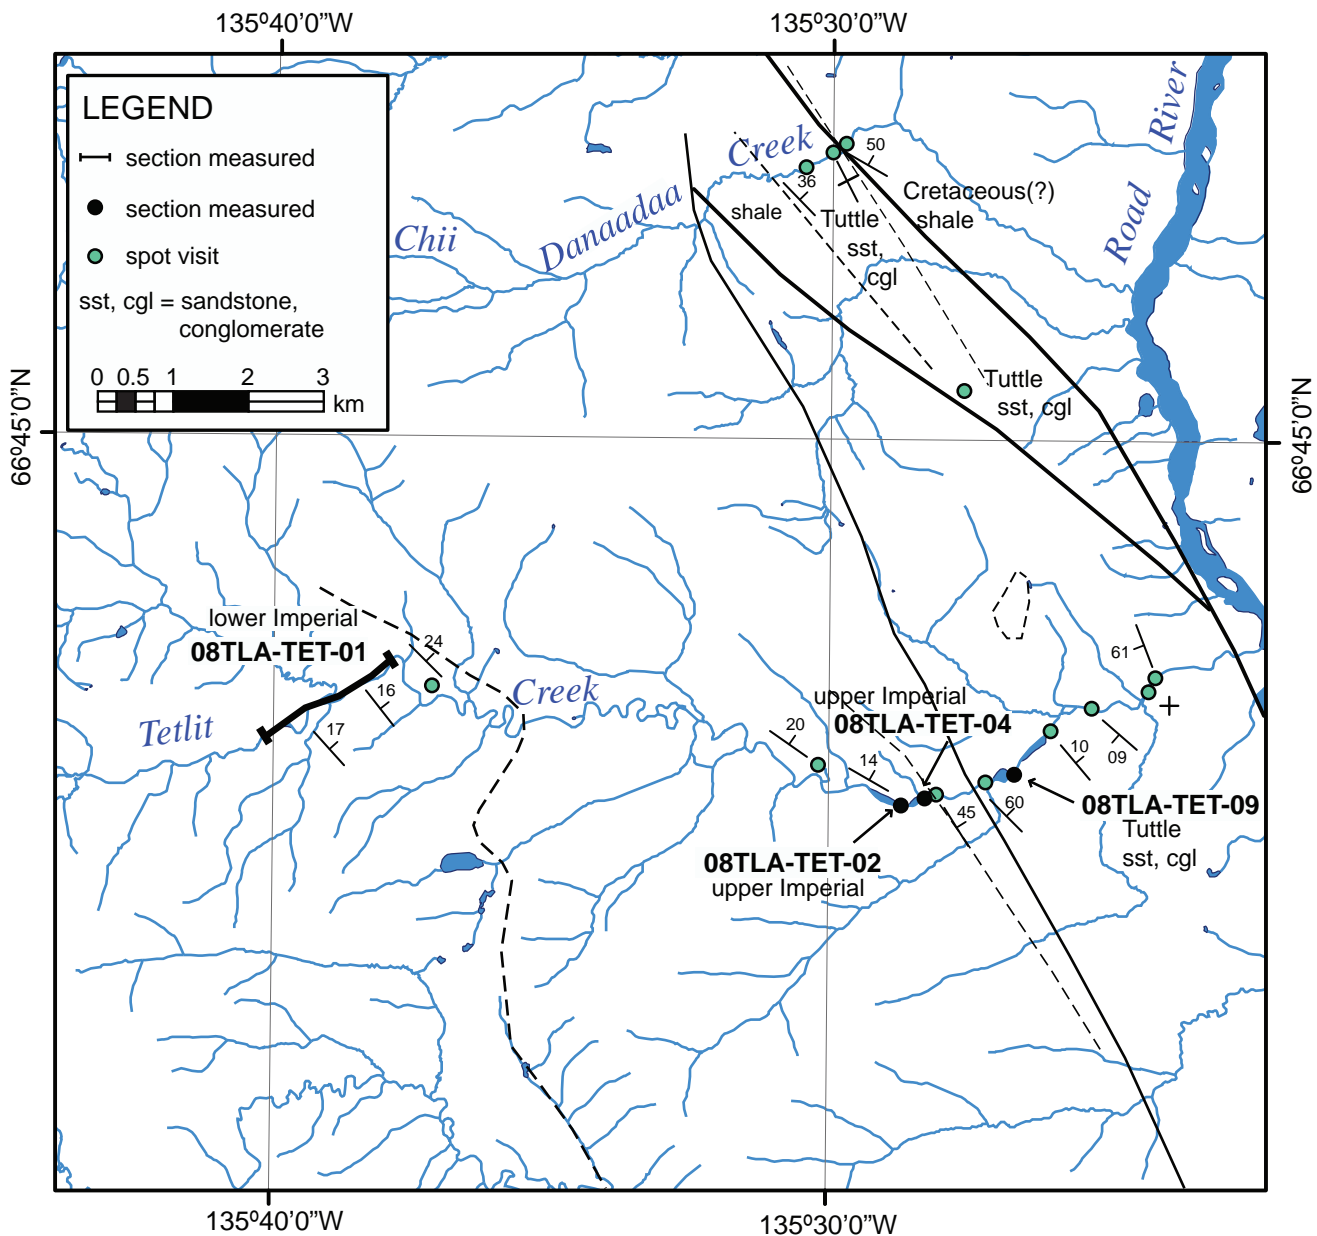 135º40’0”W
135º30’0”W
LEGEND
section measured
section measured
spot visit
sst, cgl = sandstone,
conglomerate
0 0.5 1 2 3
km
River
Road
Creek
Danaadaa
Chii
50
36
Cretaceous(?)
shale
shale
Tuttle
sst,
cgl
Tuttle
sst, cgl
66º45’0”N
66º45’0”N
lower Imperial
08TLA-TET-01
24
16
17
Tetlit
Creek
61
upper Imperial
08TLA-TET-04
20
14
10
09
45
60
08TLA-TET-09
Tuttle
sst, cgl
08TLA-TET-02
upper Imperial
135º40’0”W
135º30’0”W